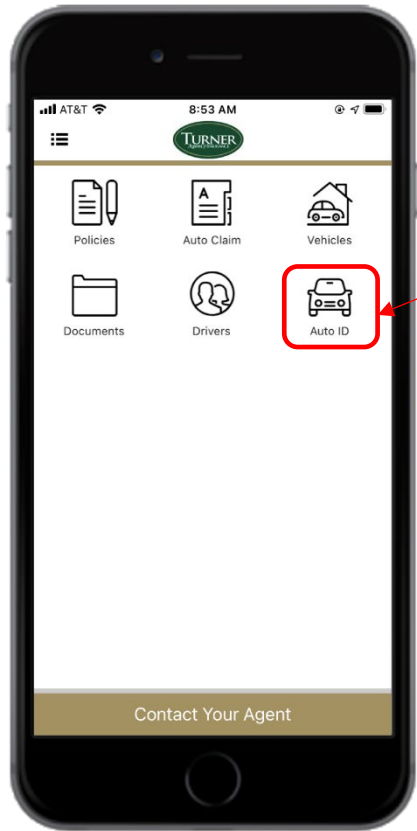 AT&T 8:53 AM
TURNER
Policies Auto Claim Vehicles
Documents Drivers Auto ID
Contact Your Agent